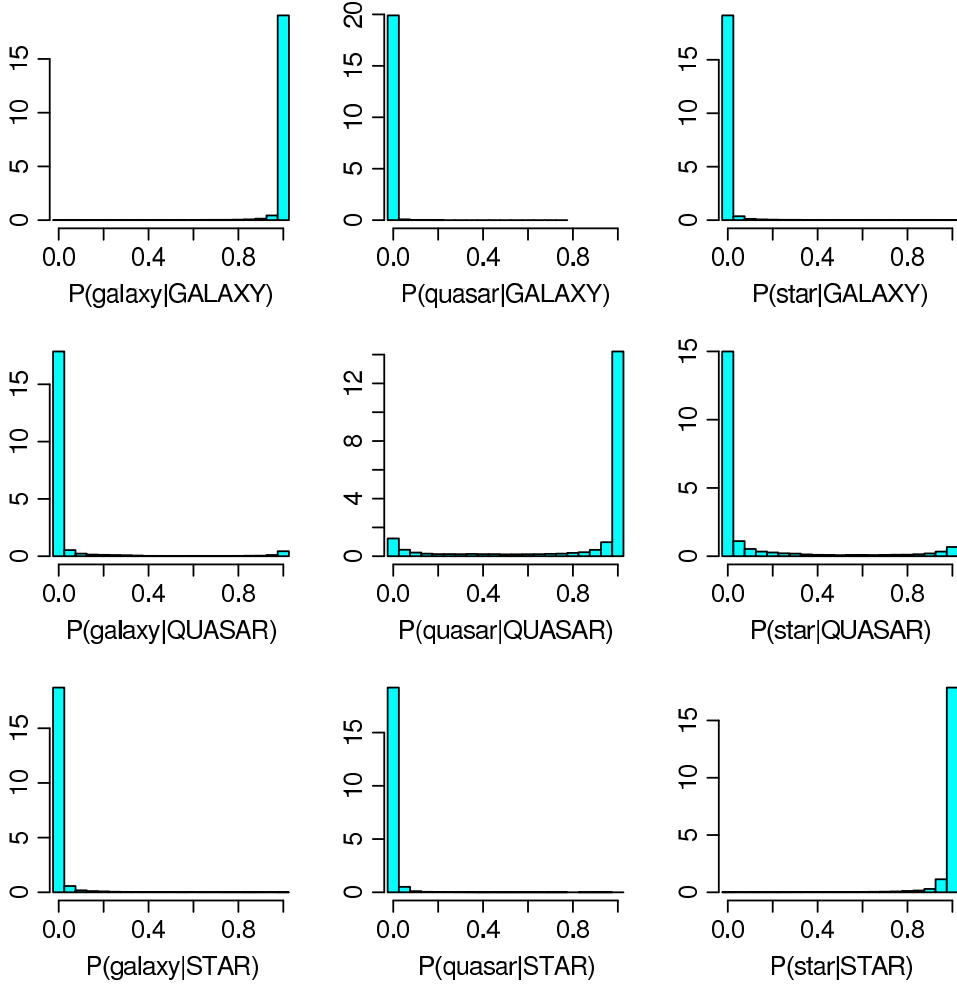 15
10
5
0
0.0 0.4 0.8
P(galaxy|GALAXY)
20
15
10
5
0
0.0 0.4 0.8
P(quasar|GALAXY)
15
10
5
0
0.0 0.4 0.8
P(star|GALAXY)
15
10
5
0
0.0 0.4 0.8
P(galaxy|QUASAR)
12
8
4
0
0.0 0.4 0.8
P(quasar|QUASAR)
15
10
5
0
0.0 0.4 0.8
P(star|QUASAR)
15
10
5
0
0.0 0.4 0.8
P(galaxy|STAR)
15
10
5
0
0.0 0.4 0.8
P(quasar|STAR)
15
10
5
0
0.0 0.4 0.8
P(star|STAR)